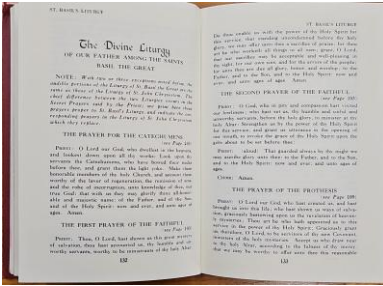 ST. BASIL'S LITURGY
The Divine Liturgy
OF OUR FATHER AMONG THE SAINTS
BASIL THE GREAT
NOTE: With two or three exceptions noted below the
audible portions of the Liturgy of St. Basil the Great are the
same as those of the Liturgy of St. John Chrysostom. The
chief difference between the two Liturgies occurs in the
Secret Prayers
prayers proper to St. Basil's Liturgy and indicate the cor-
responding prayers in the Liturgy of St. John Chrysostom
which they replace.
THE PRAYER FOR THE CATECHUMENS
PRIEST: O Lord our God, who dwellest in the heavens
and lookest down upon all thy works: Look upon thy
servants the Catechumens, who have bowed their necks
before thee, and grant them the light yoke. Make them
honorable members of thy holy Church, and account them
worthy of the laver of regeneration, the remission of sins
and the robe of incorruption, unto knowledge of thee, our
true God: that with us they may glorify thine all-honor-
able and majestic name: of the Father, and of the Son,
and of the Holy Spirit: now and ever, and unto ages of
ages. Amen.
THE FIRST PRAYER OF THE FAITHFUL
PRIEST: Thou, O Lord, hast shown us this great mystery
of salvation; thou hast accounted us, thy humble and un-
worthy servants, worthy to be ministrants of thy holy Altar.
132
ST. BASIL'S LITURGY
Do thou enable us with the power of thy Holy Spirit for
this service, that standing uncondemned before thy holy
glory, we may offer unto thee a sacrifice of praise; for thou
art he who worketh all things in all men. Grant, O Lord,
that our sacrifice may be acceptable and well-pleasing in
thy sight for our own sins, and for the errors of the people:
for unto thee are due all glory, honor, and worship: to the
Father, and to the Son, and to the Holy Spirit: now and
ever, and unto ages of ages.
THE SECOND PRAYER OF THE FAITHFUL
PRIEST: O God, who in pity and compassion hast visited
our lowliness; who hast set us, thy humble and sinful and
unworthy servants, before thy holy glory, to minister at thy
holy Altar: Strengthen us by the power of thy Holy Spirit
for this service, and grant us utterance in the opening of
our mouth, to invoke the grace of thy Holy Spirit upon the
gifts about to be set before thee:
PRIEST: (aloud) That guarded always by thy might we
may ascribe glory unto thee: to the Father, and to the Son,
and to the Holy Spirit: now and ever, and unto ages of
ages.
CHOIR: Amen.
THE PRAYER OF THE PROTHESIS
PRIEST: O Lord our God, who hast created us, and hast
brought us into this life; who hast shown us ways of salva-
tion, graciously bestowing upon us the revelation of heaven-
ly mysteries: Thou art he who hath appointed us to this
service in the power of thy Holy Spirit. Graciously grant
us therefore, O Lord, to be ministers of thy new Covenant,
ministers of thy holy mysteries. Accept us who draw near
to thy holy Altar, according to the fulness of thy mercy;
that we may be worthy to offer unto thee this reasonable
133